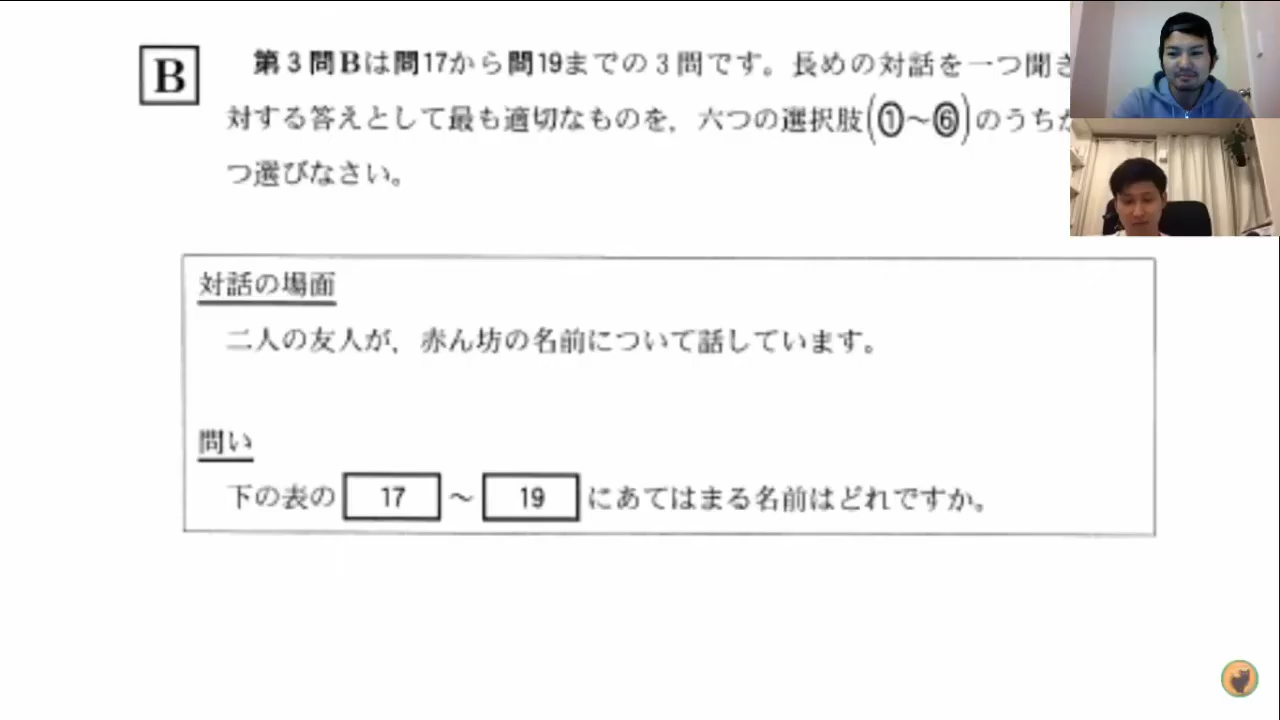 B 第3問Bは問17から問19までの3問です。長めの対話を一つ聞き
対する答えとして最も適切なものを,六つの選択肢(①~⑥)のうちか
つ選びなさい。
対話の場面
二人の友人が,赤ん坊の名前について話しています。
問い
下の表の 17 ~ 19 にあてはまる名前はどれですか。